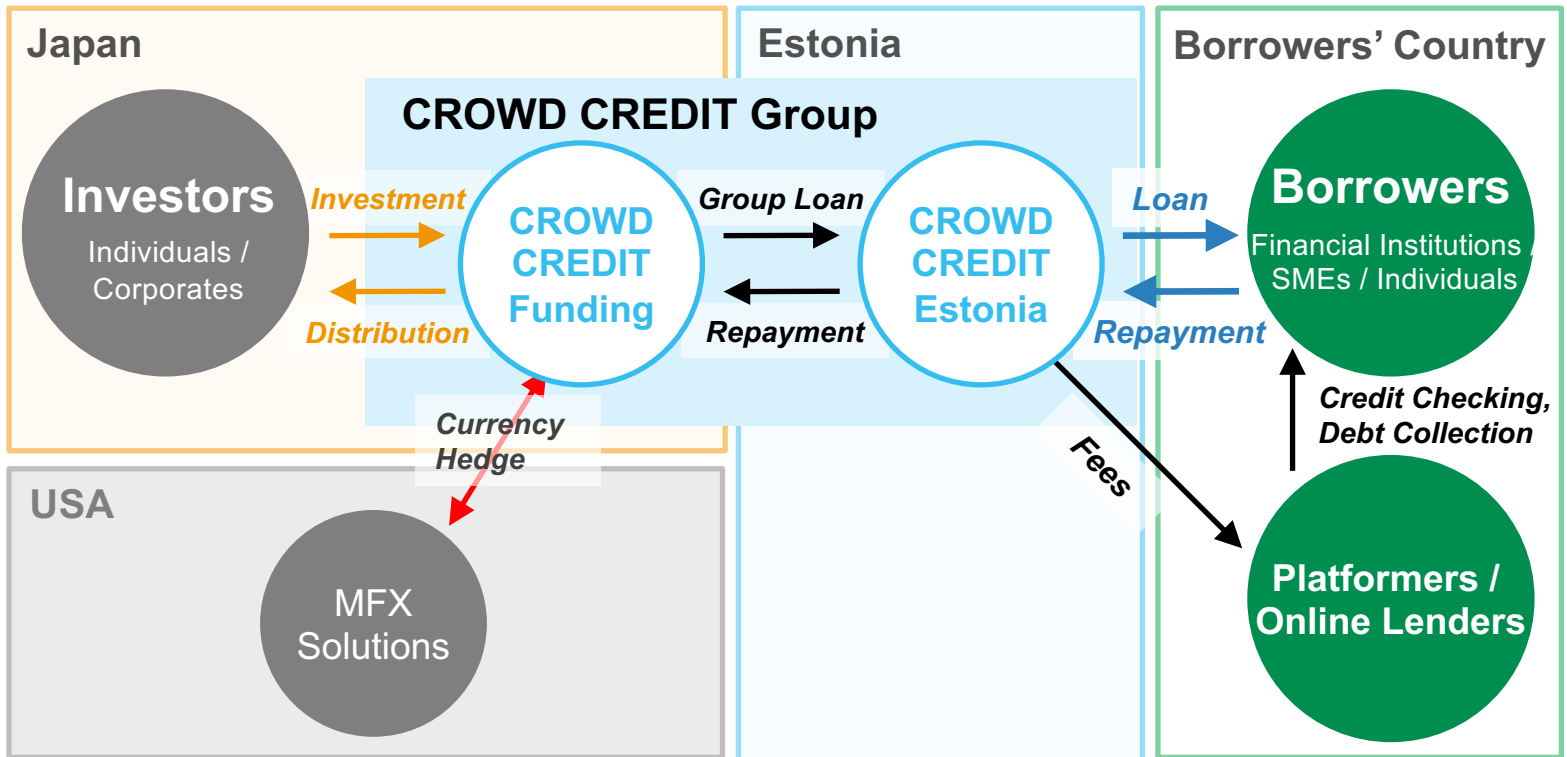 Japan
Estonia
Borrowers’ Country
CROWD CREDIT Group
Investors
Individuals /
Corporates
Investment
Distribution
CROWD
CREDIT
Funding
Group Loan
Repayment
CROWD
CREDIT
Estonia
Loan
Repayment
Borrowers
Financial Institutions /
SMEs / Individuals
Currency
Hedge
Fees
Credit Checking,
Debt Collection
USA
MFX
Solutions
Platformers /
Online Lenders